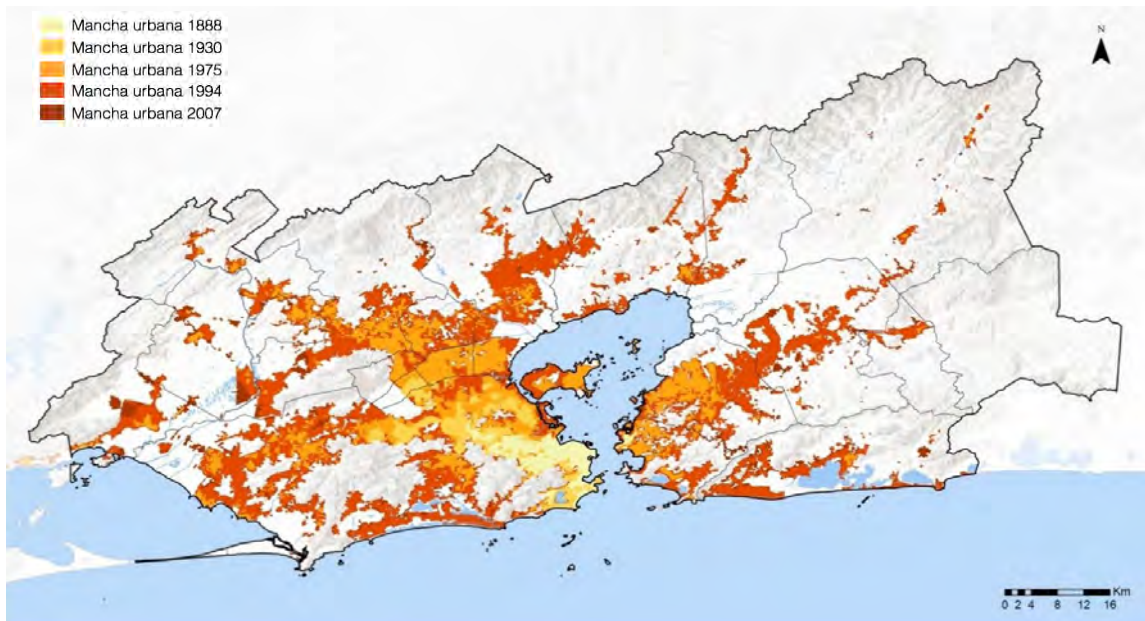 Mancha urbana 1888
Mancha urbana 1930
Mancha urbana 1975
Mancha urbana 1994
Mancha urbana 2007
N
Km
0 2 4 8 12 16